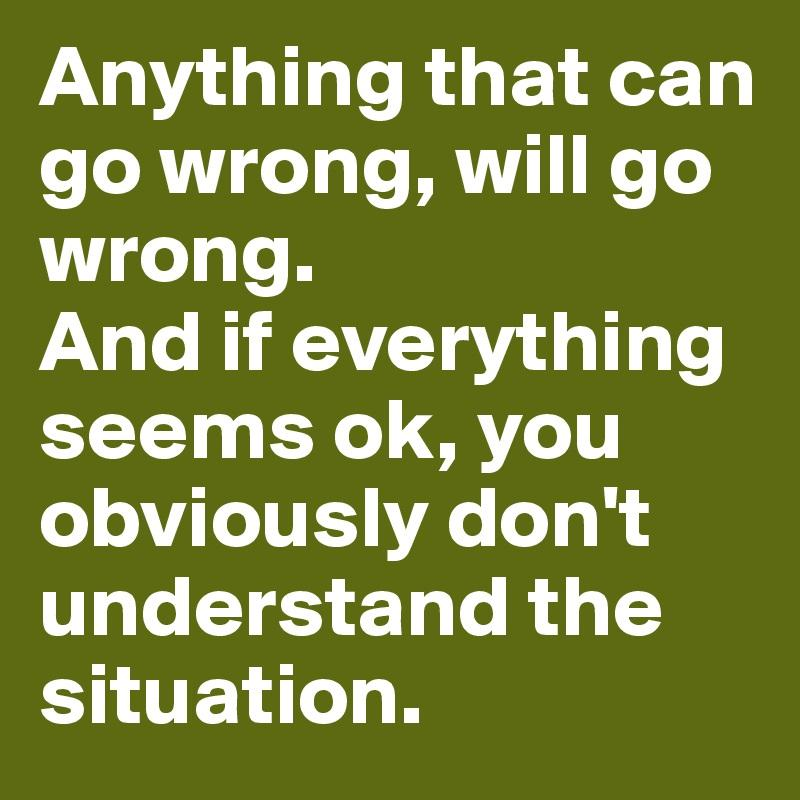 Anything that can
go wrong, will go
wrong.
And if everything
seems ok, you
obviously don't
understand the
situation.